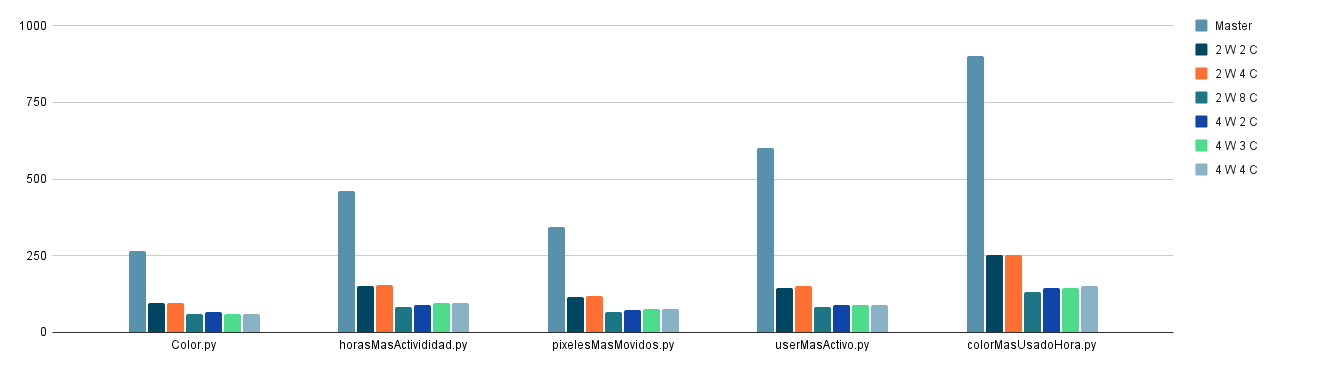 1000
750
500
250
0
Color.py
horasMasActivididad.py
pixelesMasMovidos.py
userMasActivo.py
colorMasUsadoHora.py
Master
2 W 2 C
2 W 4 C
2 W 8 C
4 W 2 C
4 W 3 C
4 W 4 C